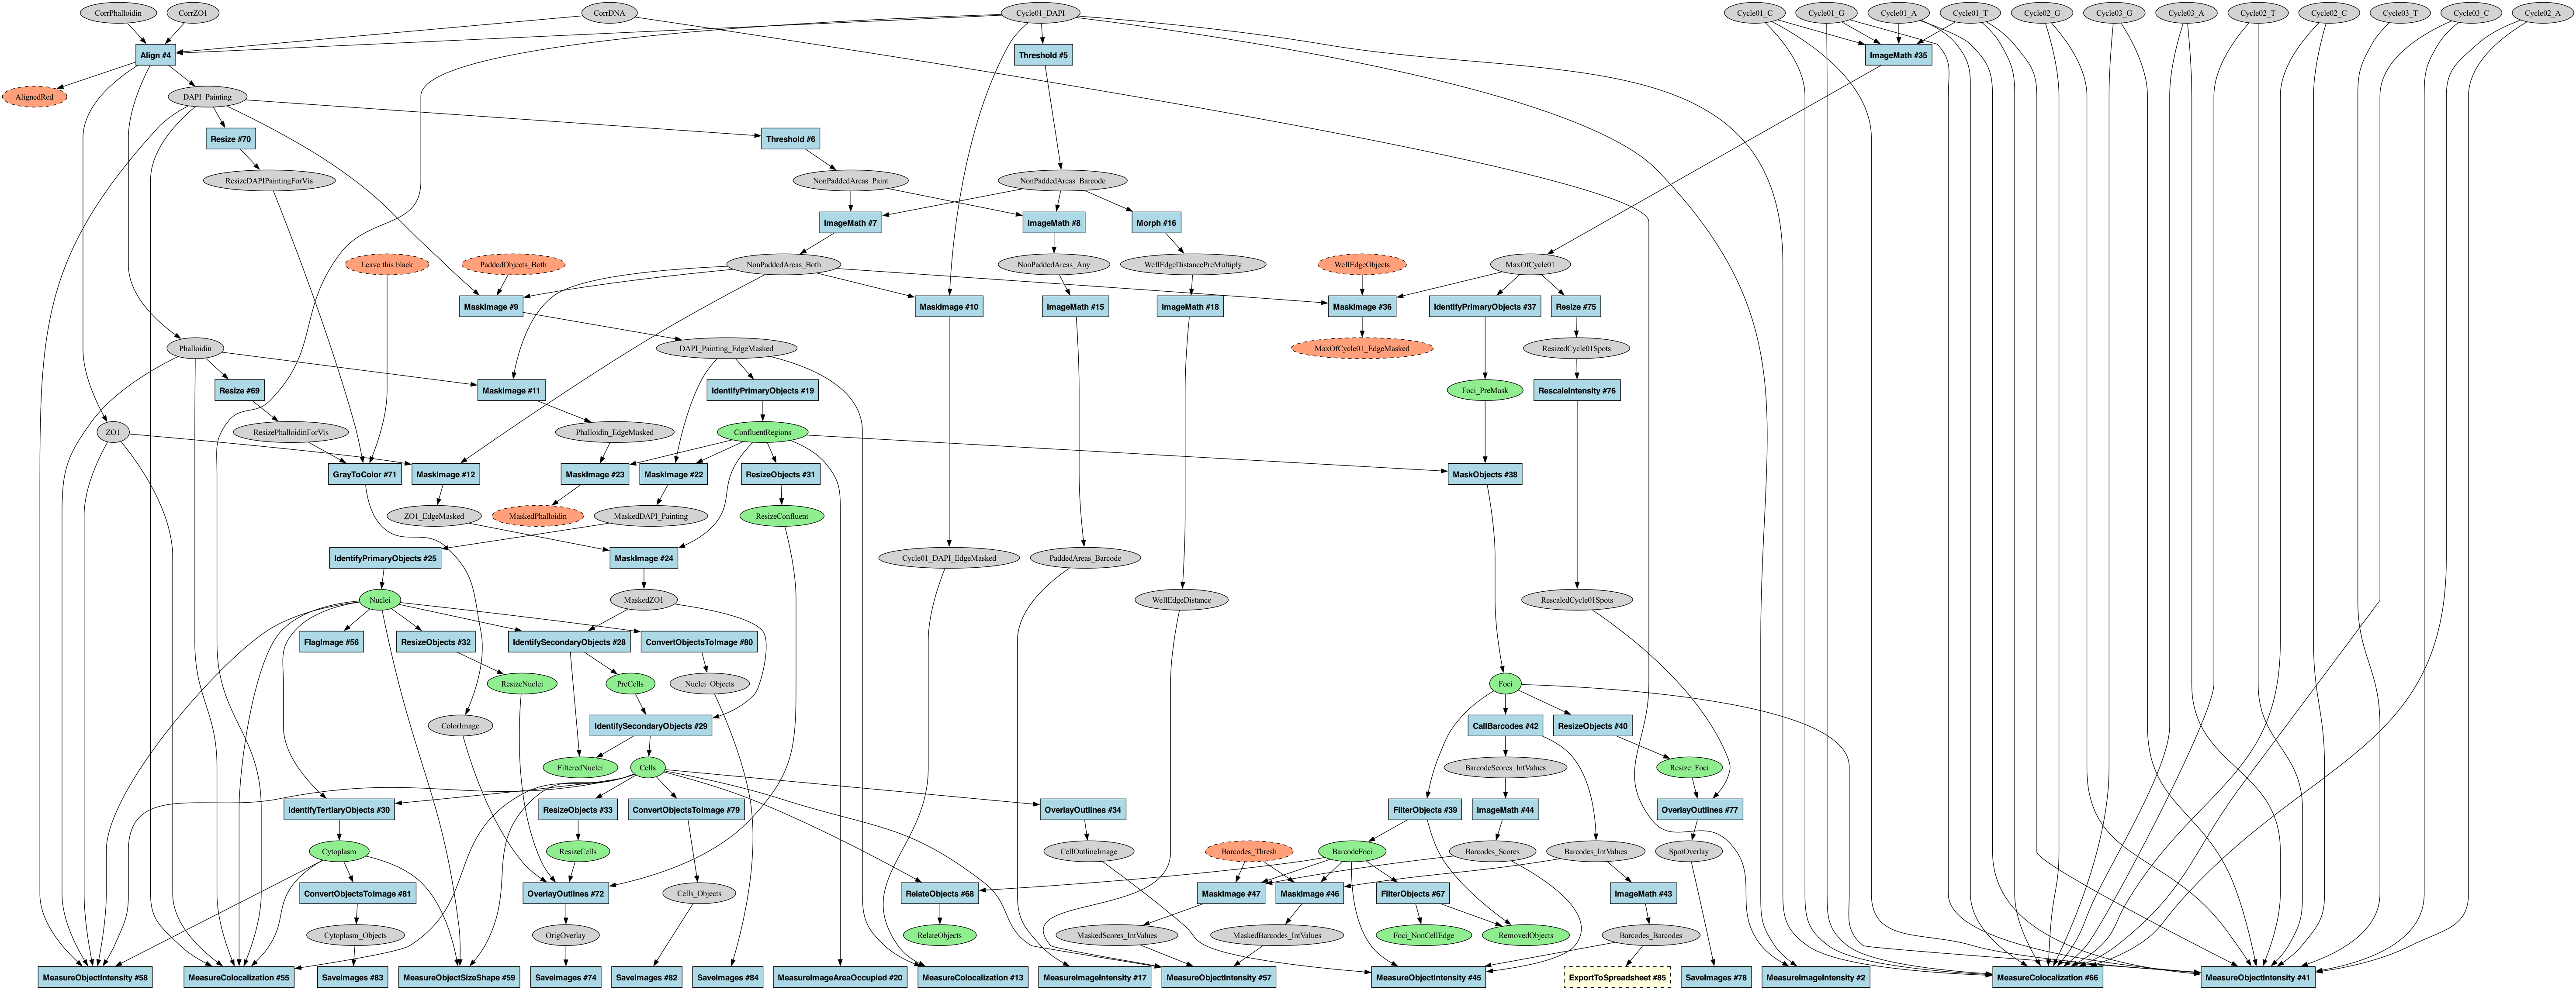 CorrPhalloidin CorrZO1 CorrDNA Cycle01_DAPI Cycle01_C Cycle01_G Cycle01_A Cycle01_T Cycle02_G Cycle03_G Cycle03_A Cycle02_T Cycle02_C Cycle03_T Cycle03_C Cycle02_A
Align #4 Threshold #5 ImageMath #35
AlignedRed DAPI_Painting
Resize #70 Threshold #6
ResizeDAPIPaintingForVis NonPaddedAreas_Paint NonPaddedAreas_Barcode
ImageMath #7 ImageMath #8 Morph #16
Leave this black PaddedObjects_Both NonPaddedAreas_Both NonPaddedAreas_Any WellEdgeDistancePreMultiply WellEdgeObjects MaxOfCycle01
MaskImage #9 MaskImage #10 ImageMath #15 ImageMath #18 MaskImage #36 IdentifyPrimaryObjects #37 Resize #75
Phalloidin DAPI_Painting_EdgeMasked MaxOfCycle01_EdgeMasked ResizedCycle01Spots
Resize #69 MaskImage #11 IdentifyPrimaryObjects #19 Foci_PreMask RescaleIntensity #76
ZO1 ResizePhalloidinForVis Phalloidin_EdgeMasked ConfluentRegions
GrayToColor #71 MaskImage #12 MaskImage #23 MaskImage #22 ResizeObjects #31 MaskObjects #38
ZO1_EdgeMasked MaskedPhalloidin MaskedDAPI_Painting ResizeConfluent
IdentifyPrimaryObjects #25 MaskImage #24 Cycle01_DAPI_EdgeMasked PaddedAreas_Barcode
Nuclei MaskedZO1 WellEdgeDistance RescaledCycle01Spots
FlagImage #56 ResizeObjects #32 IdentifySecondaryObjects #28 ConvertObjectsToImage #80
ResizeNuclei PreCells Nuclei_Objects Foci
ColorImage IdentifySecondaryObjects #29 CallBarcodes #42 ResizeObjects #40
FilteredNuclei Cells BarcodeScores_IntValues Resize_Foci
IdentifyTertiaryObjects #30 ResizeObjects #33 ConvertObjectsToImage #79 OverlayOutlines #34 FilterObjects #39 ImageMath #44 OverlayOutlines #77
Cytoplasm ResizeCells CellOutlineImage Barcodes_Thresh BarcodeFoci Barcodes_Scores Barcodes_IntValues SpotOverlay
ConvertObjectsToImage #81 OverlayOutlines #72 Cells_Objects RelateObjects #68 MaskImage #47 MaskImage #46 FilterObjects #67 ImageMath #43
Cytoplasm_Objects OrigOverlay RelateObjects MaskedScores_IntValues MaskedBarcodes_IntValues Foci_NonCellEdge RemovedObjects Barcodes_Barcodes
MeasureObjectIntensity #58 MeasureColocalization #55 SaveImages #83 MeasureObjectSizeShape #59 SaveImages #74 SaveImages #82 SaveImages #84 MeasureImageAreaOccupied #20 MeasureColocalization #13 MeasureImageIntensity #17 MeasureObjectIntensity #57 MeasureObjectIntensity #45 ExportToSpreadsheet #85 SaveImages #78 MeasureImageIntensity #2 MeasureColocalization #66 MeasureObjectIntensity #41